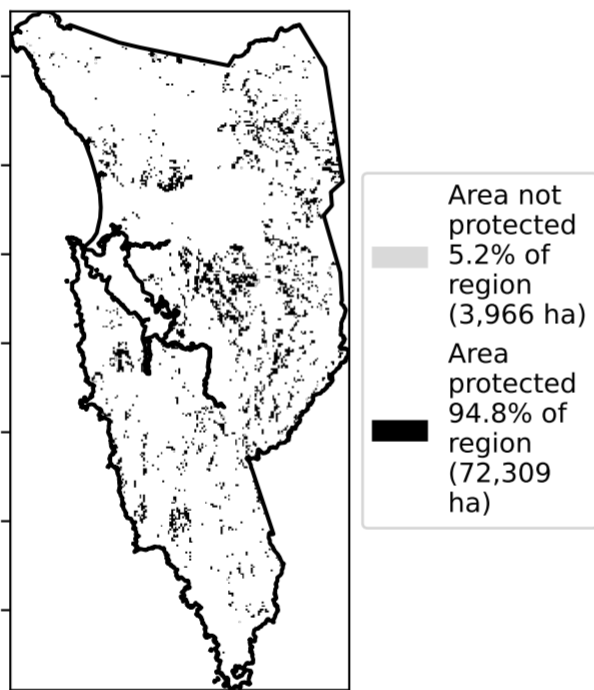 Area not
protected
5.2% of
region
(3,966 ha)
Area
protected
94.8% of
region
(72,309
ha)